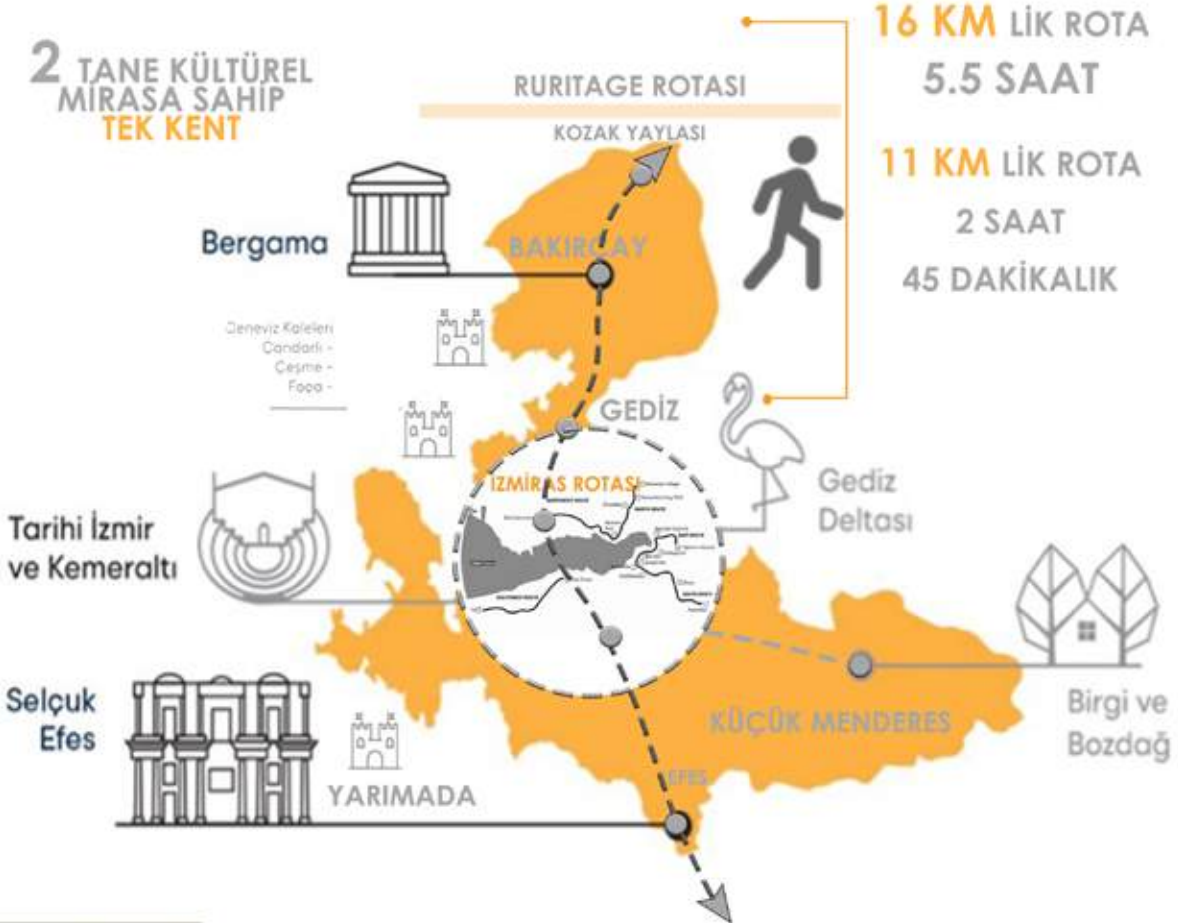 2 TANE KÜLTÜREL
MİRASA SAHİP
TEK KENT
16 KM LİK ROTA
5.5 SAAT
11 KM LİK ROTA
2 SAAT
45 DAKİKALIK
RURITAGE ROTASI
KOZAK YAYLASI
Bergama
BAKIRÇAY
Ceneviz Kaleleri
Çandarlı -
Çeşme -
Foça -
GEDİZ
İZMİRAS ROTASI
Gediz
Deltası
Tarihi İzmir
ve Kemeraltı
Selçuk
Efes
YARIMADA
KÜÇÜK MENDERES
EFES
Birgi ve
Bozdağ